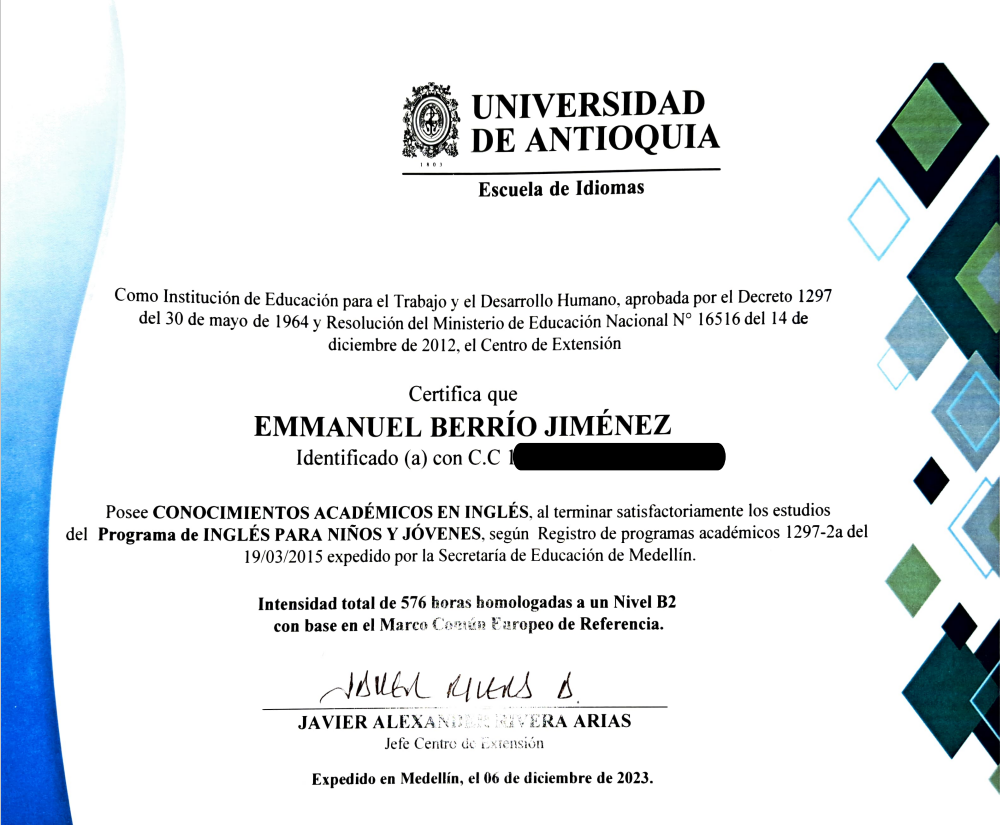 UNIVERSIDAD
DE ANTIOQUIA
1803
Escuela de Idiomas
Como Institución de Educación para el Trabajo y el Desarrollo Humano, aprobada por el Decreto 1297
del 30 de mayo de 1964 y Resolución del Ministerio de Educación Nacional N° 16516 del 14 de
diciembre de 2012, el Centro de Extensión
Certifica que
EMMANUEL BERRÍO JIMÉNEZ
Identificado (a) con C.C 1
Posee CONOCIMIENTOS ACADÉMICOS EN INGLÉS, al terminar satisfactoriamente los estudios
del Programa de INGLÉS PARA NIÑOS Y JÓVENES, según Registro de programas académicos 1297-2a del
19/03/2015 expedido por la Secretaría de Educación de Medellín.
Intensidad total de 576 horas homologadas a un Nivel B2
con base en el Marco Común Europeo de Referencia.
JAVIER RIVERA A.
JAVIER ALEXANDER RIVERA ARIAS
Jefe Centro de Extensión
Expedido en Medellín, el 06 de diciembre de 2023.